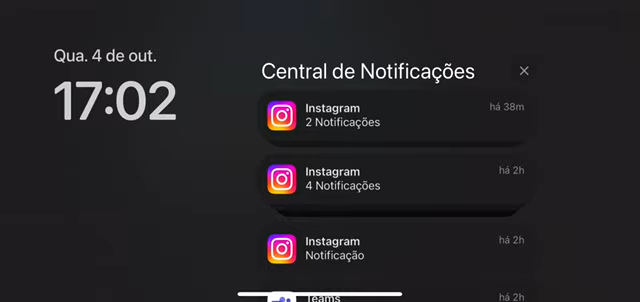 Qua. 4 de out.
17:02
Central de Notificações
Instagram
há 38m
2 Notificações
Instagram
há 2h
4 Notificações
Instagram
há 2h
Notificação
Teams
há 2h